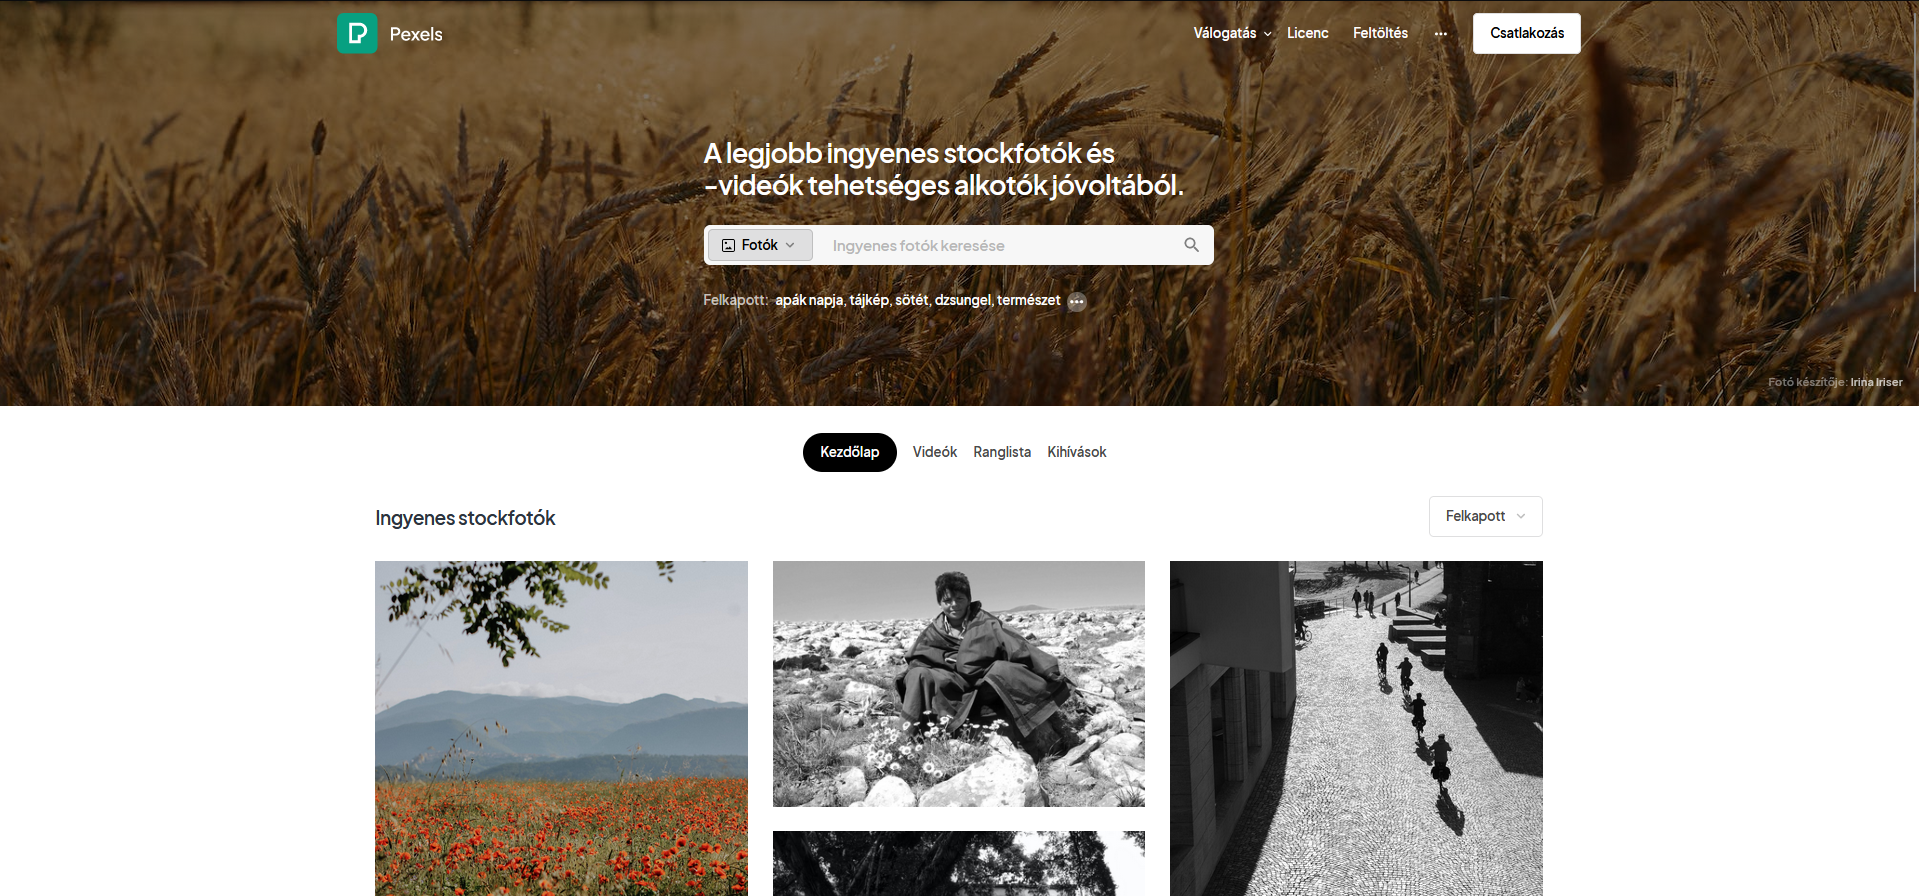 Pexels
Válogatás Licenc Feltöltés Csatlakozás
A legjobb ingyenes stockfotók és
-videók tehetséges alkotók jóvoltából.
Fotók Ingyenes fotók keresése
Felkapott: apák napja, tájkép, sötét, dzsungel, természet
Fotó készítője: Irina Iriser
Kezdőlap Videók Ranglista Kihívások
Ingyenes stockfotók Felkapott